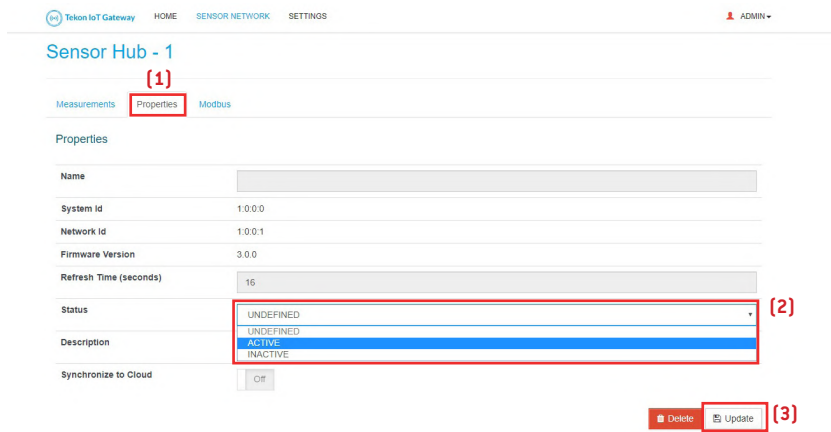 Tekon IoT Gateway HOME SENSOR NETWORK SETTINGS ADMIN
Sensor Hub - 1
(1)
Measurements Properties Modbus
Properties
Name
System Id 1:0:0:0
Network Id 1:0:0:1
Firmware Version 3.0.0
Refresh Time (seconds) 16
Status UNDEFINED (2)
UNDEFINED
Description ACTIVE
INACTIVE
Synchronize to Cloud Off
Delete Update (3)